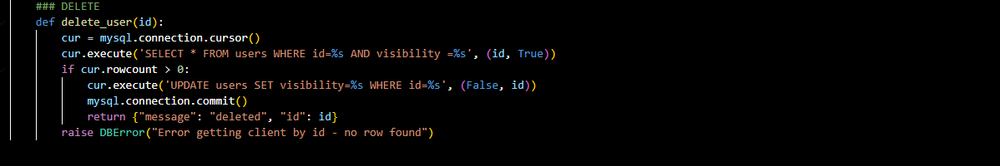 ### DELETE
def delete_user(id):
cur = mysql.connection.cursor()
cur.execute('SELECT * FROM users WHERE id=%s AND visibility =%s', (id, True))
if cur.rowcount > 0:
cur.execute('UPDATE users SET visibility=%s WHERE id=%s', (False, id))
mysql.connection.commit()
return {"message": "deleted", "id": id}
raise DBError("Error getting client by id - no row found")